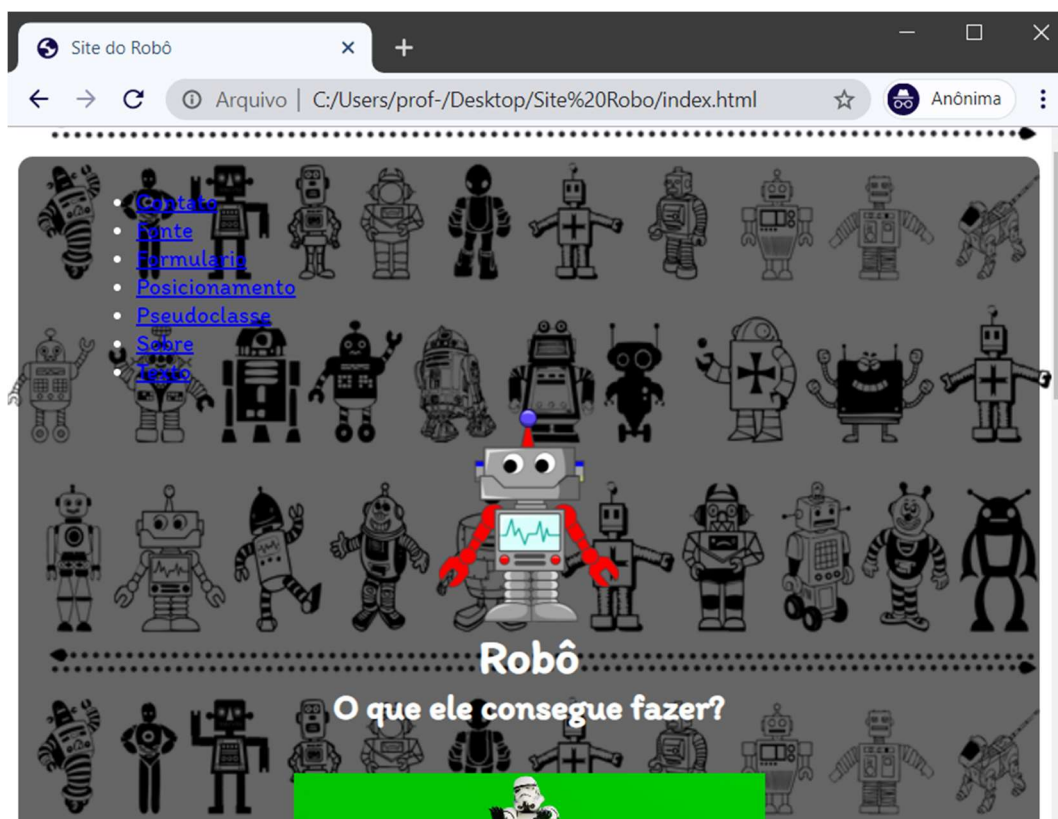 Site do Robô
Arquivo | C:/Users/prof-/Desktop/Site%20Robo/index.html
Anônima
Contato
Fonte
Formulario
Posicionamento
Pseudoclasse
Sobre
Texto
Robô
O que ele consegue fazer?